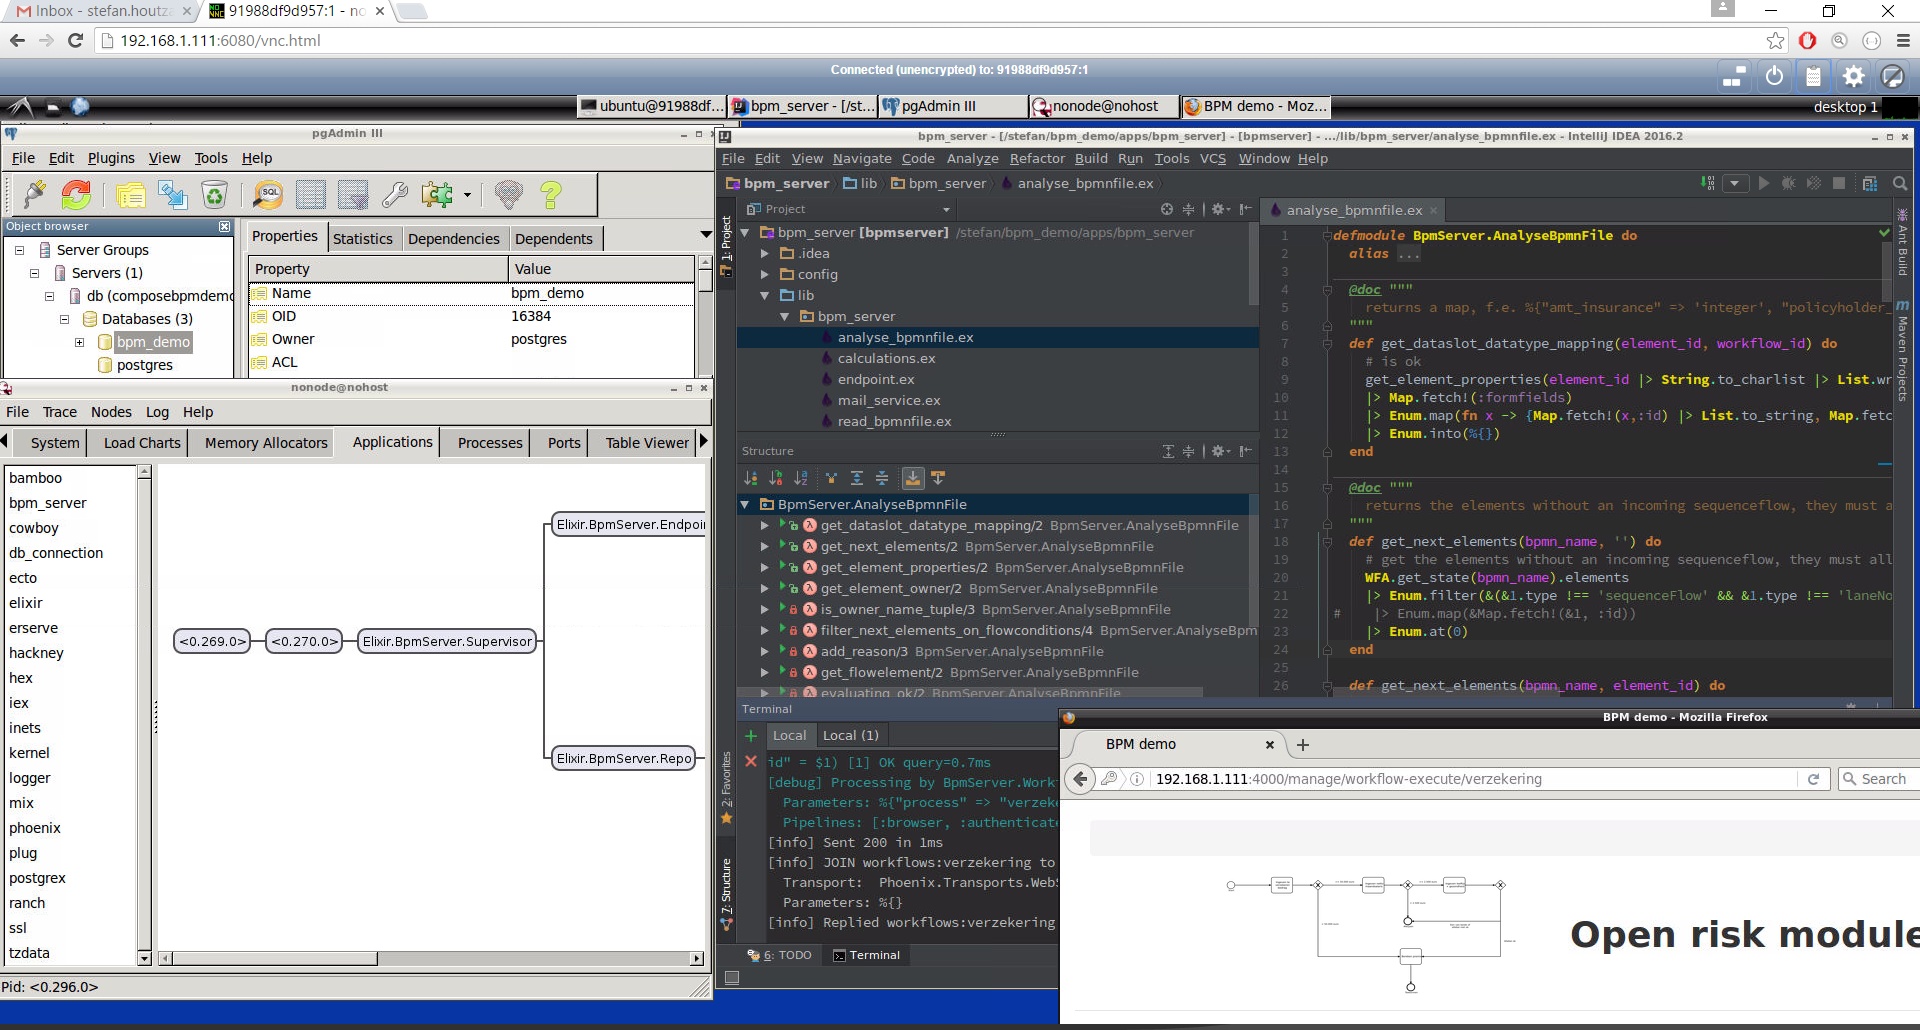 Inbox - stefan.houtza
91988df9d957:1 - no
192.168.1.111:6080/vnc.html
Connected (unencrypted) to: 91988df9d957:1
ubuntu@91988df...
bpm_server - [/st...
pgAdmin III
nonode@nohost
BPM demo - Moz...
desktop 1
pgAdmin III
File Edit Plugins View Tools Help
SQL
Object browser
Server Groups
Servers (1)
db (composebpmdemo
Databases (3)
bpm_demo
postgres
Properties Statistics Dependencies Dependents
Property Value
Name bpm_demo
OID 16384
Owner postgres
ACL
nonode@nohost
File Trace Nodes Log Help
System Load Charts Memory Allocators Applications Processes Ports Table Viewer
bamboo
bpm_server
cowboy
db_connection
ecto
elixir
erserve
hackney
hex
iex
inets
kernel
logger
mix
phoenix
plug
postgrex
ranch
ssl
tzdata
<0.269.0>
<0.270.0>
Elixir.BpmServer.Supervisor
Elixir.BpmServer.Endpoin
Elixir.BpmServer.Repo
Pid: <0.296.0>
bpm_server - [/stefan/bpm_demo/apps/bpm_server] - [bpmserver] - .../lib/bpm_server/analyse_bpmnfile.ex - IntelliJ IDEA 2016.2
File Edit View Navigate Code Analyze Refactor Build Run Tools VCS Window Help
bpm_server lib bpm_server analyse_bpmnfile.ex
1: Project
Project
bpm_server [bpmserver] /stefan/bpm_demo/apps/bpm_server
.idea
config
lib
bpm_server
analyse_bpmnfile.ex
calculations.ex
endpoint.ex
mail_service.ex
read_bpmnfile.ex
Structure
BpmServer.AnalyseBpmnFile
get_dataslot_datatype_mapping/2 BpmServer.AnalyseBpmnFile
get_next_elements/2 BpmServer.AnalyseBpmnFile
get_element_properties/2 BpmServer.AnalyseBpmnFile
get_element_owner/2 BpmServer.AnalyseBpmnFile
is_owner_name_tuple/3 BpmServer.AnalyseBpmnFile
filter_next_elements_on_flowconditions/4 BpmServer.AnalyseBpm
add_reason/3 BpmServer.AnalyseBpmnFile
get_flowelement/2 BpmServer.AnalyseBpmnFile
evaluating_ok/2 BpmServer.AnalyseBpmnFile
analyse_bpmnfile.ex
1 defmodule BpmServer.AnalyseBpmnFile do
2 alias ...
3
4 @doc """
5 returns a map, f.e. %{"amt_insurance" => 'integer', "policyholder_
6 """
7 def get_dataslot_datatype_mapping(element_id, workflow_id) do
8 # is ok
9 get_element_properties(element_id |> String.to_charlist |> List.wr
10 |> Map.fetch!(:formfields)
11 |> Enum.map(fn x -> {Map.fetch!(x,:id) |> List.to_string, Map.fetc
12 |> Enum.into(%{})
13 end
14
15 @doc """
16 returns the elements without an incoming sequenceflow, they must a
17 """
18 def get_next_elements(bpmn_name, '') do
19 # get the elements without an incoming sequenceflow, they must all
20 WFA.get_state(bpmn_name).elements
21 |> Enum.filter(&(&1.type !== 'sequenceFlow' && &1.type !== 'laneNo
22 # |> Enum.map(&Map.fetch!(&1, :id))
23 |> Enum.at(0)
24 end
25
26 def get_next_elements(bpmn_name, element_id) do
Ant Build
Maven Projects
2: Favorites
7: Structure
Terminal
Local Local (1)
id" = $1) [1] OK query=0.7ms
[debug] Processing by BpmServer.Work
Parameters: %{"process" => "verzeke
Pipelines: [:browser, :authenticate
[info] Sent 200 in 1ms
[info] JOIN workflows:verzekering to
Transport: Phoenix.Transports.WebS
Parameters: %{}
[info] Replied workflows:verzekering
6: TODO Terminal
BPM demo - Mozilla Firefox
BPM demo
192.168.1.111:4000/manage/workflow-execute/verzekering
Search
Open risk module